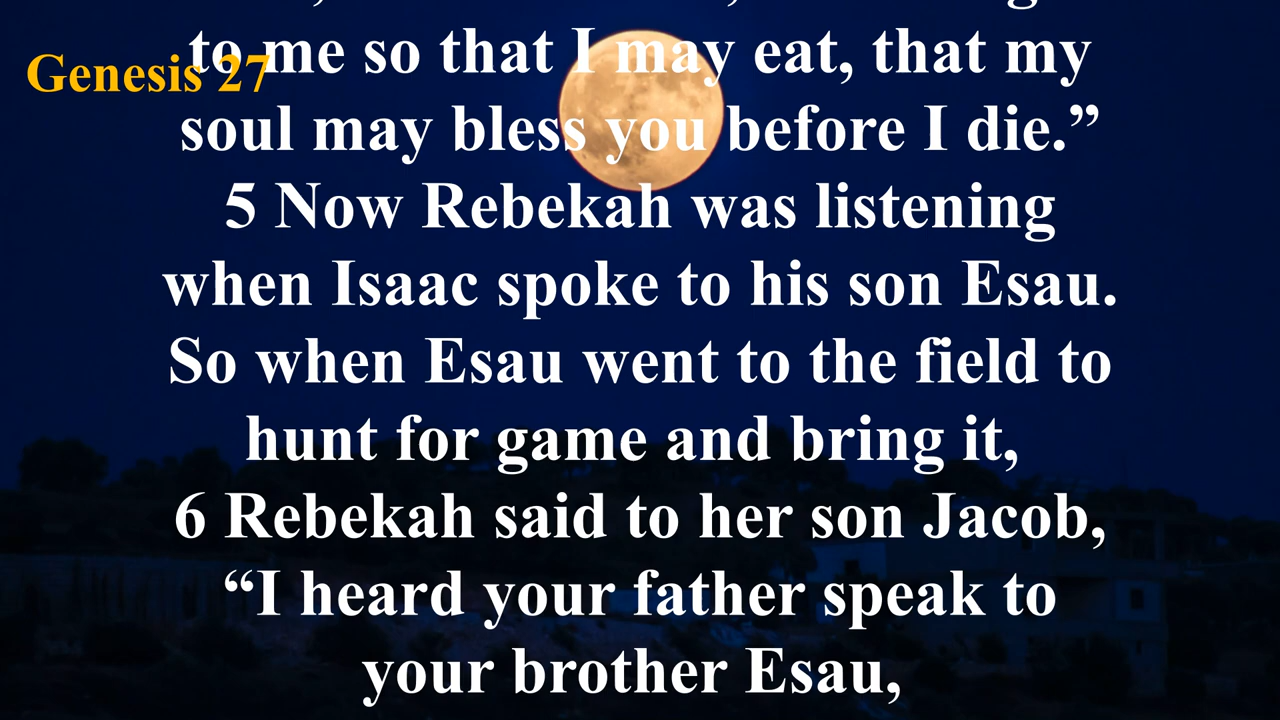 Genesis 27
to me so that I may eat, that my
soul may bless you before I die.”
5 Now Rebekah was listening
when Isaac spoke to his son Esau.
So when Esau went to the field to
hunt for game and bring it,
6 Rebekah said to her son Jacob,
“I heard your father speak to
your brother Esau,